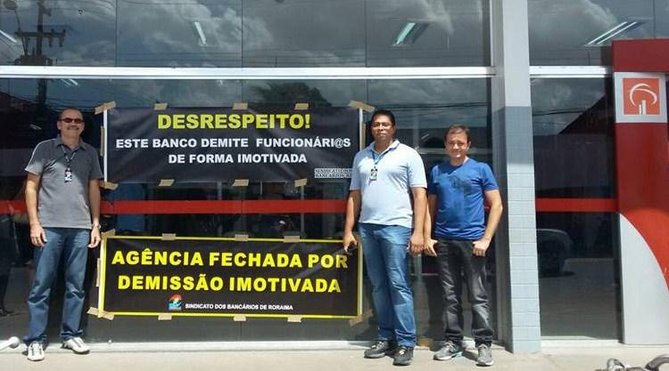 DESRESPEITO!
ESTE BANCO DEMITE FUNCIONÁRI@S
DE FORMA IMOTIVADA
AGÊNCIA FECHADA POR
DEMISSÃO IMOTIVADA
SINDICATO DOS BANCÁRIOS DE RORAIMA